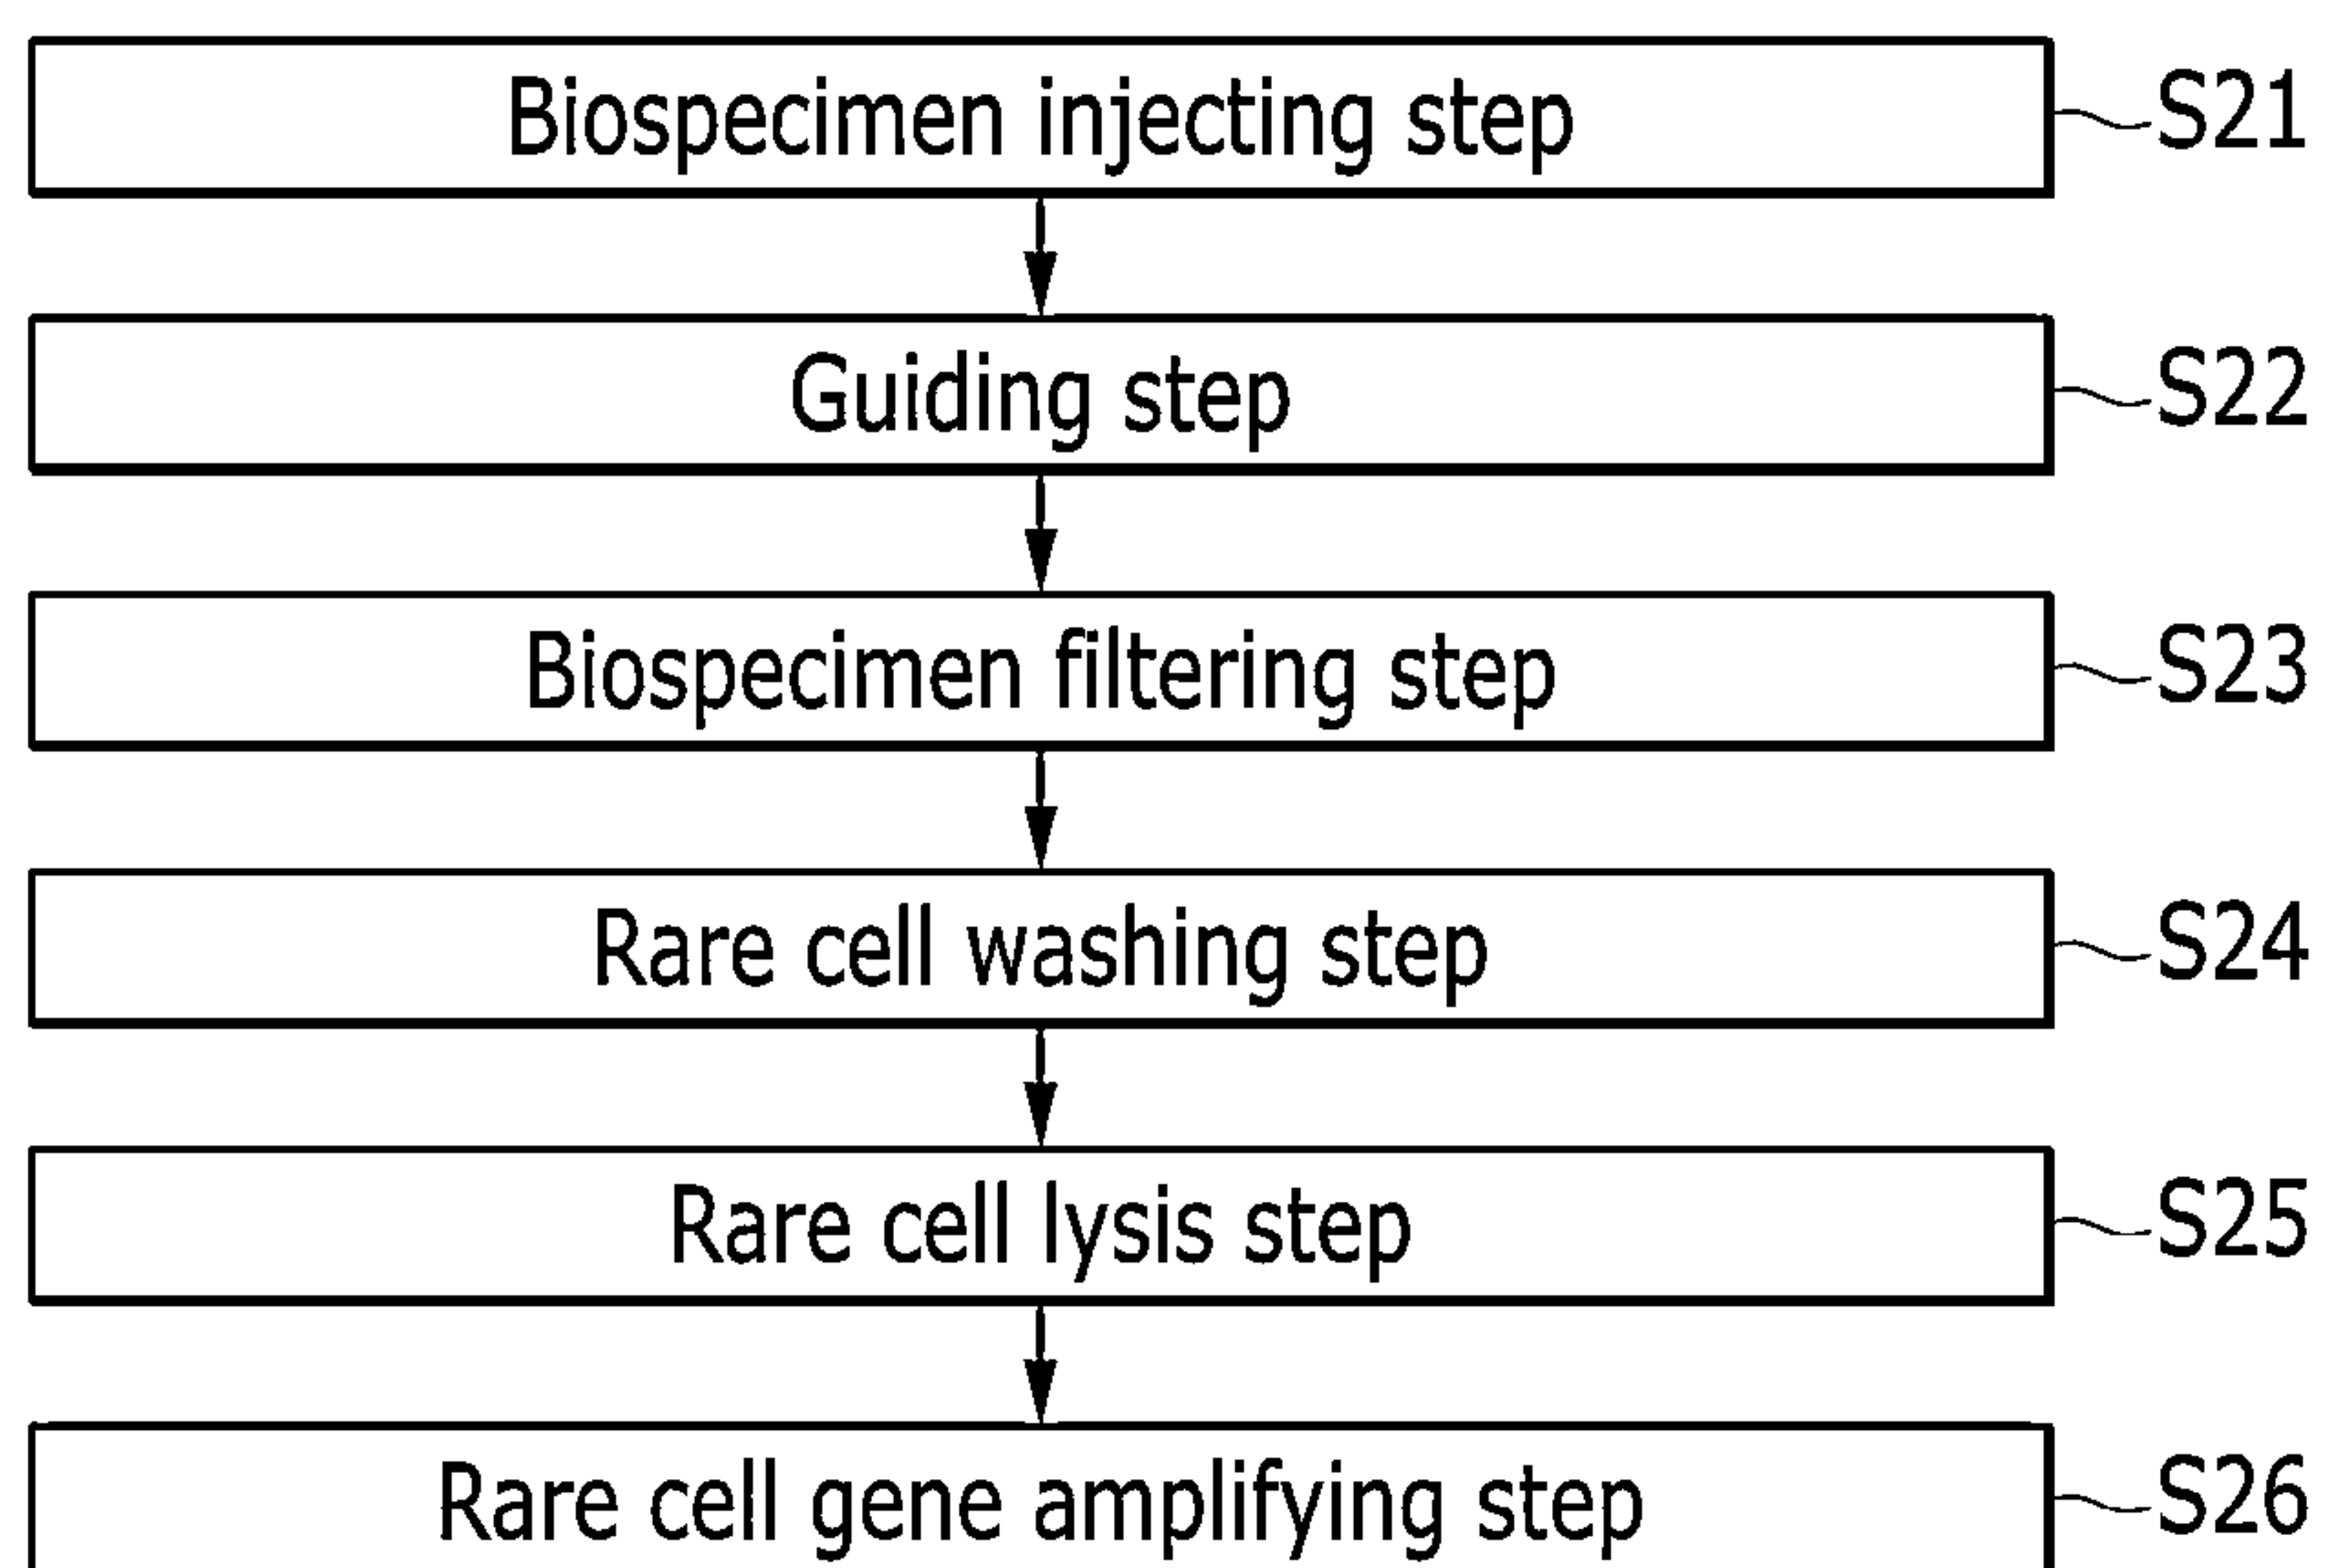 Biospecimen injecting step S21
Guiding step S22
Biospecimen filtering step S23
Rare cell washing step S24
Rare cell lysis step S25
Rare cell gene amplifying step S26